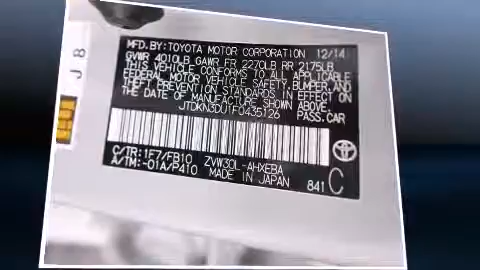 J 8
MFD.BY:TOYOTA MOTOR CORPORATION 12/14
GVWR 4010LB GAWR FR 2270LB RR 2175LB
THIS VEHICLE CONFORMS TO ALL APPLICABLE
FEDERAL MOTOR VEHICLE SAFETY,BUMPER,AND
THEFT PREVENTION STANDARDS IN EFFECT ON
THE DATE OF MANUFACTURE SHOWN ABOVE.
JTDKN3DU1F0435126 PASS.CAR
C/TR:1F7/FB10 ZVW30L-AHXEBA
A/TM:-01A/P410 MADE IN JAPAN 841 C